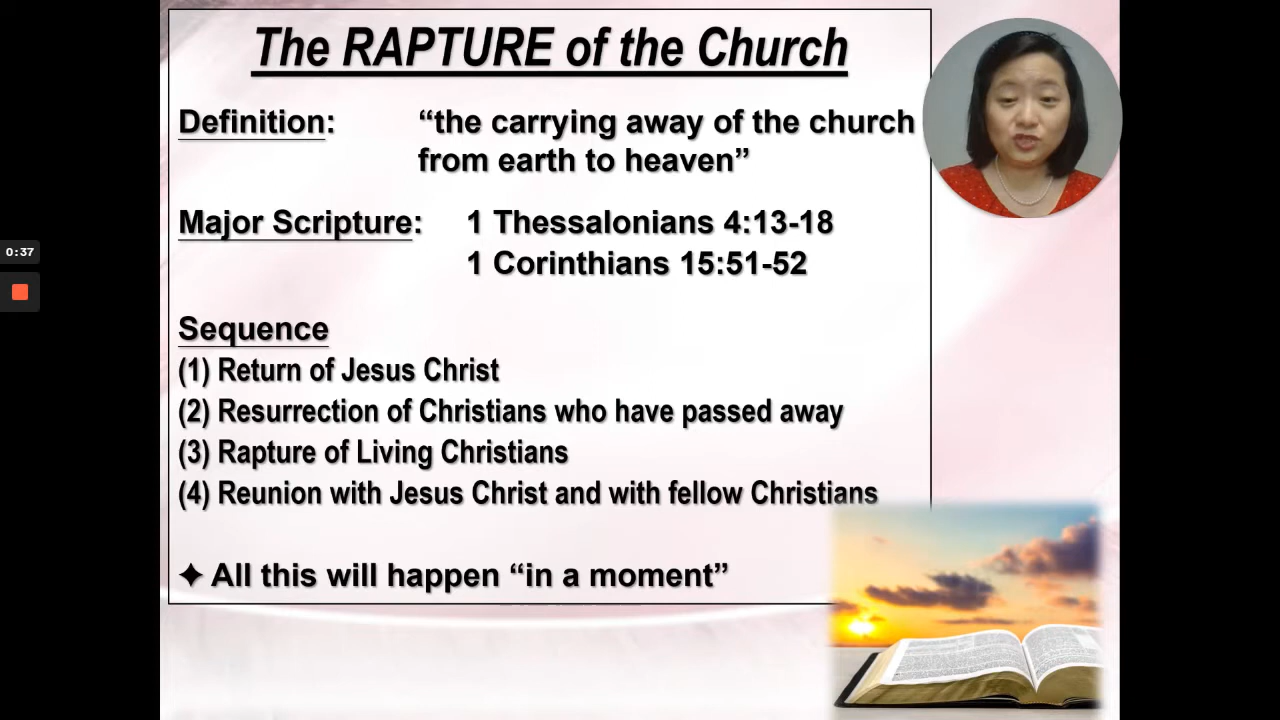 The RAPTURE of the Church
Definition: “the carrying away of the church
from earth to heaven”
Major Scripture: 1 Thessalonians 4:13-18
1 Corinthians 15:51-52
0:37
Sequence
(1) Return of Jesus Christ
(2) Resurrection of Christians who have passed away
(3) Rapture of Living Christians
(4) Reunion with Jesus Christ and with fellow Christians
✦ All this will happen “in a moment”